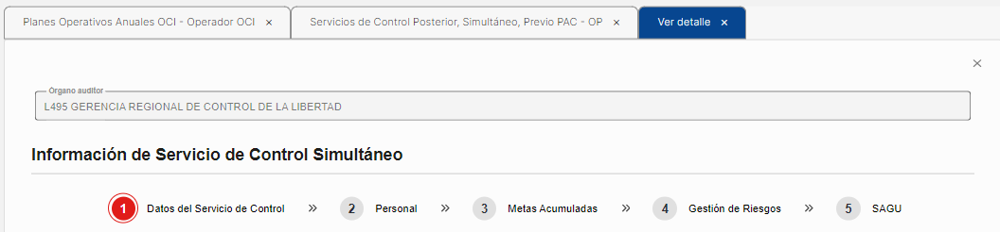 Planes Operativos Anuales OCI - Operador OCI × Servicios de Control Posterior, Simultáneo, Previo PAC - OP × Ver detalle ×
×
Órgano auditor
L495 GERENCIA REGIONAL DE CONTROL DE LA LIBERTAD
Información de Servicio de Control Simultáneo
1 Datos del Servicio de Control » 2 Personal » 3 Metas Acumuladas » 4 Gestión de Riesgos » 5 SAGU